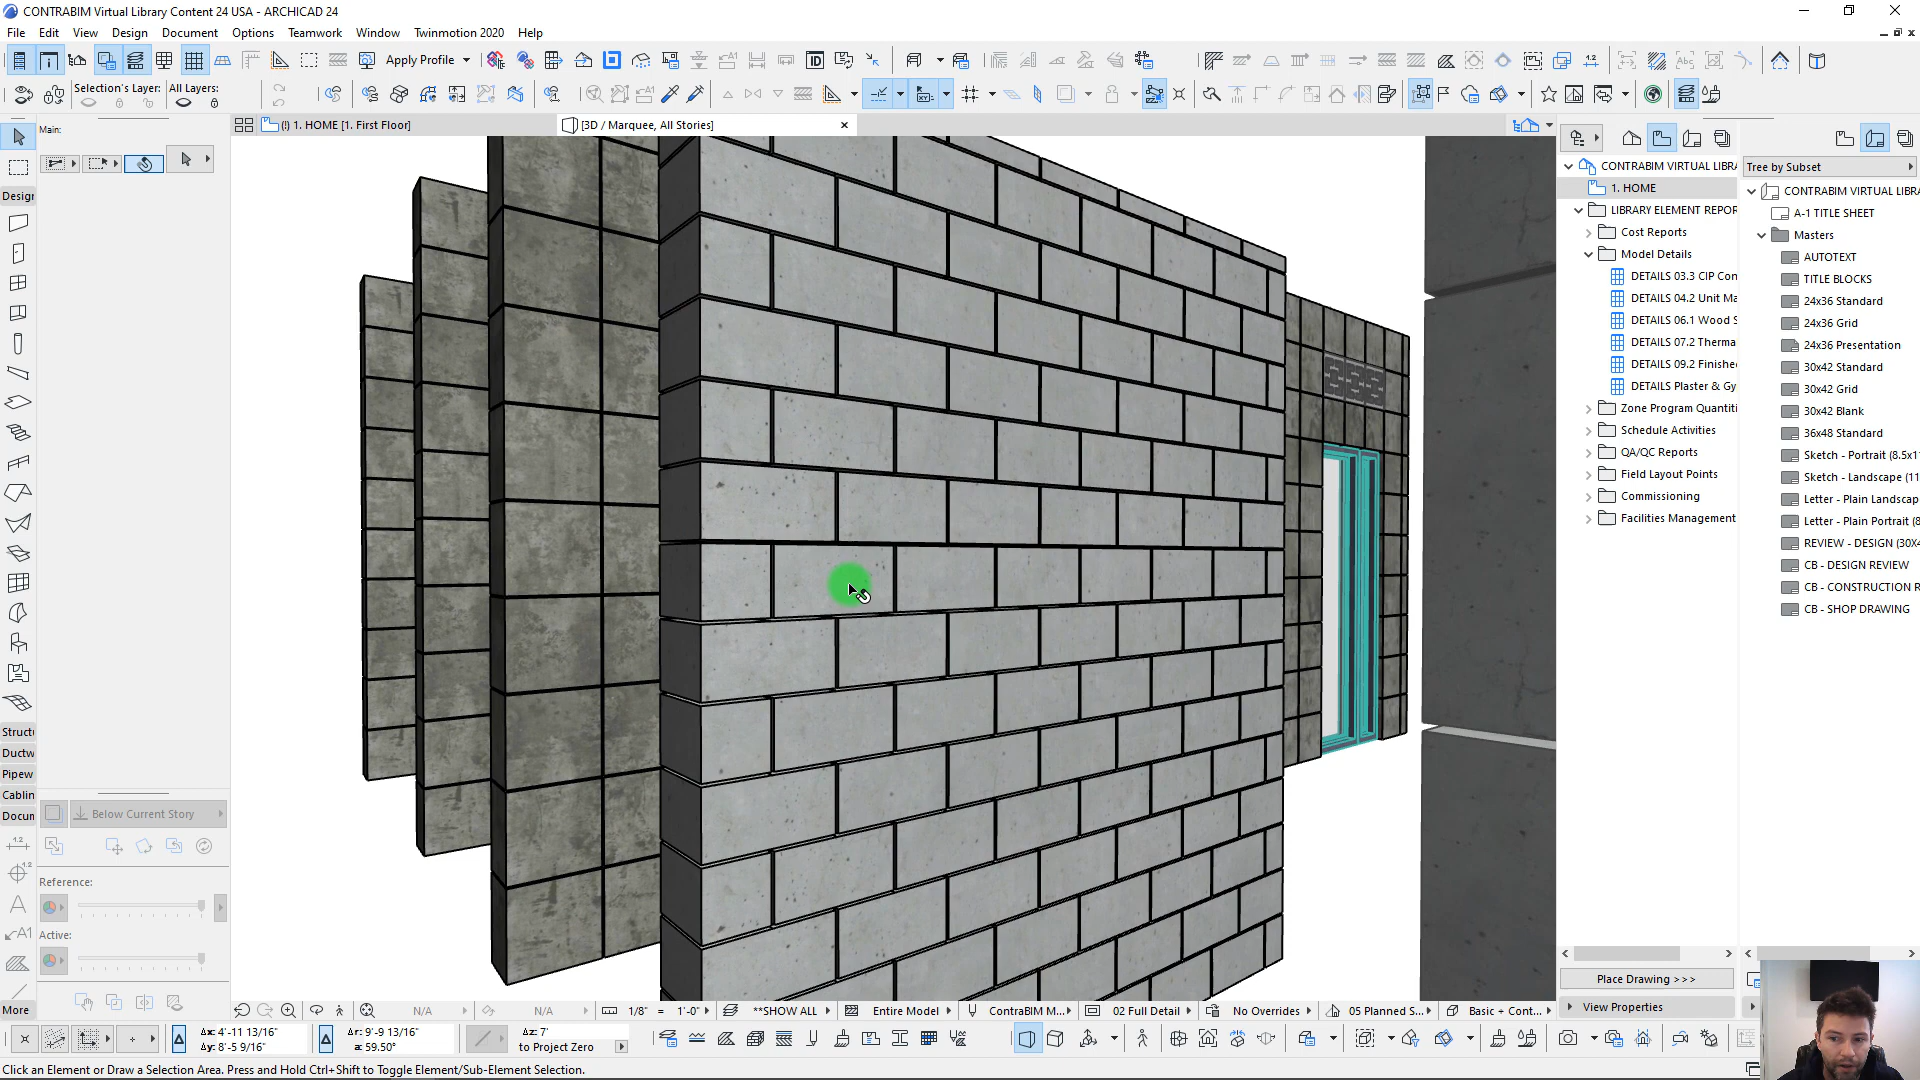 CONTRABIM Virtual Library Content 24 USA - ARCHICAD 24
File Edit View Design Document Options Teamwork Window Twinmotion 2020 Help
Apply Profile
ID
Selection's Layer:
All Layers:
Main:
(!) 1. HOME [1. First Floor]
[3D / Marquee, All Stories]
Desig
Struct
Ductw
Pipew
Cablin
Docum
More
Below Current Story
Reference:
Active:
CONTRABIM VIRTUAL LIBRA
1. HOME
LIBRARY ELEMENT REPOR
Cost Reports
Model Details
DETAILS 03.3 CIP Con
DETAILS 04.2 Unit Ma
DETAILS 06.1 Wood S
DETAILS 07.2 Therma
DETAILS 09.2 Finishe
DETAILS Plaster & Gy
Zone Program Quantiti
Schedule Activities
QA/QC Reports
Field Layout Points
Commissioning
Facilities Management
Place Drawing >>>
View Properties
Tree by Subset
CONTRABIM VIRTUAL LIBRA
A-1 TITLE SHEET
Masters
AUTOTEXT
TITLE BLOCKS
24x36 Standard
24x36 Grid
24x36 Presentation
30x42 Standard
30x42 Grid
30x42 Blank
36x48 Standard
Sketch - Portrait (8.5x11
Sketch - Landscape (11
Letter - Plain Landscap
Letter - Plain Portrait (8
REVIEW - DESIGN (30X4
CB - DESIGN REVIEW
CB - CONSTRUCTION R
CB - SHOP DRAWING
N/A N/A 1/8" = 1'-0" **SHOW ALL Entire Model ContraBIM M... 02 Full Detail No Overrides 05 Planned S... Basic + Cont...
Δx: 4'-11 13/16"
Δy: 8'-5 9/16"
Δr: 9'-9 13/16"
a: 59.50°
Δz: 7'
to Project Zero
Click an Element or Draw a Selection Area. Press and Hold Ctrl+Shift to Toggle Element/Sub-Element Selection.